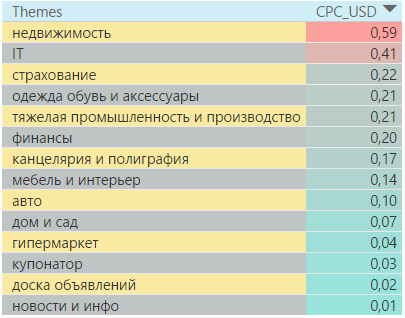 Themes CPC_USD
недвижимость 0,59
IT 0,41
страхование 0,22
одежда обувь и аксессуары 0,21
тяжелая промышленность и производство 0,21
финансы 0,20
канцелярия и полиграфия 0,17
мебель и интерьер 0,14
авто 0,10
дом и сад 0,07
гипермаркет 0,04
купонатор 0,03
доска объявлений 0,02
новости и инфо 0,01